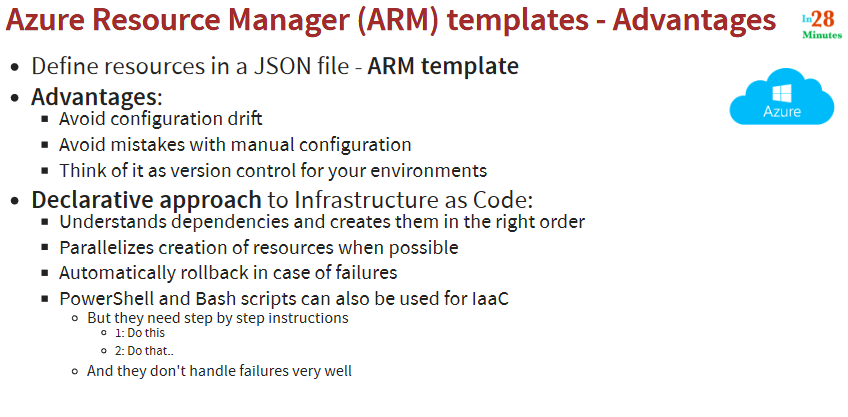 Azure Resource Manager (ARM) templates - Advantages
In28
Minutes
Define resources in a JSON file - ARM template
Azure
Advantages:
Avoid configuration drift
Avoid mistakes with manual configuration
Think of it as version control for your environments
Declarative approach to Infrastructure as Code:
Understands dependencies and creates them in the right order
Parallelizes creation of resources when possible
Automatically rollback in case of failures
PowerShell and Bash scripts can also be used for IaaC
But they need step by step instructions
1: Do this
2: Do that..
And they don't handle failures very well